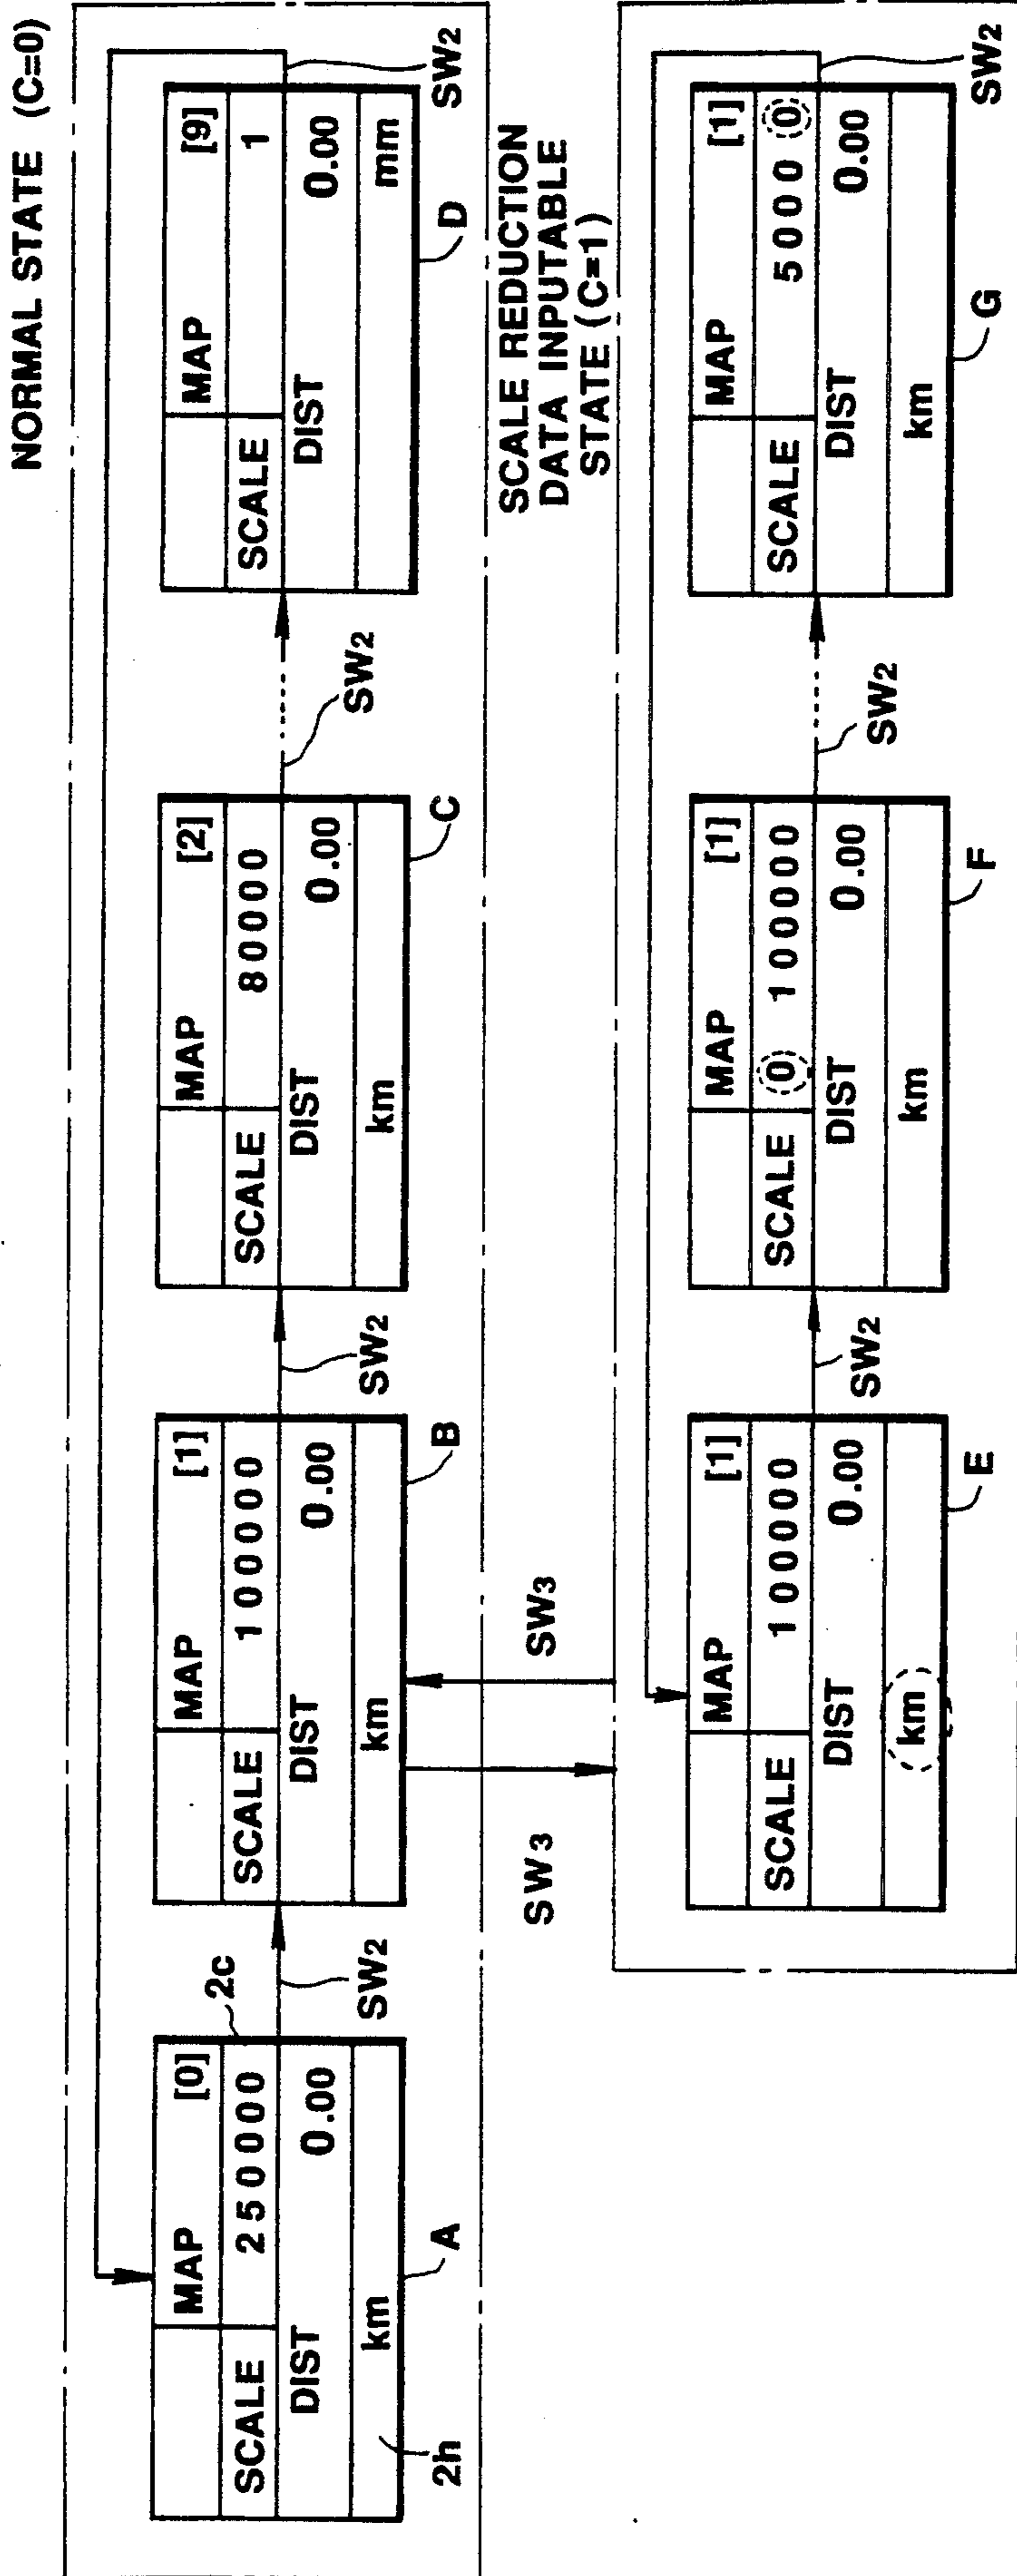 NORMAL STATE (C=0)
MAP [0]
SCALE 250000
DIST 0.00
km
2c
2h
A
SW2
MAP [1]
SCALE 100000
DIST 0.00
km
B
SW2
MAP [2]
SCALE 80000
DIST 0.00
km
C
SW2
MAP [9]
SCALE 1
DIST 0.00
mm
D
SW2
SW3
SW3
SCALE REDUCTION
DATA INPUTABLE
STATE (C=1)
MAP [1]
SCALE 100000
DIST 0.00
km
E
SW2
MAP [1]
SCALE 0 100000
DIST 0.00
km
F
SW2
MAP [1]
SCALE 5000 0
DIST 0.00
km
G
SW2